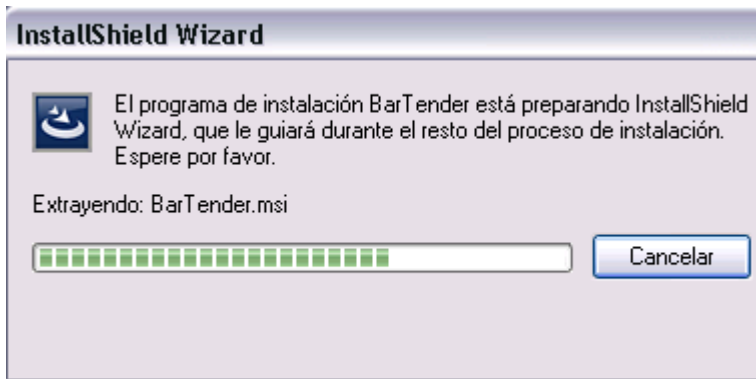 InstallShield Wizard
El programa de instalación BarTender está preparando InstallShield
Wizard, que le guiará durante el resto del proceso de instalación.
Espere por favor.
Extrayendo: BarTender.msi
Cancelar